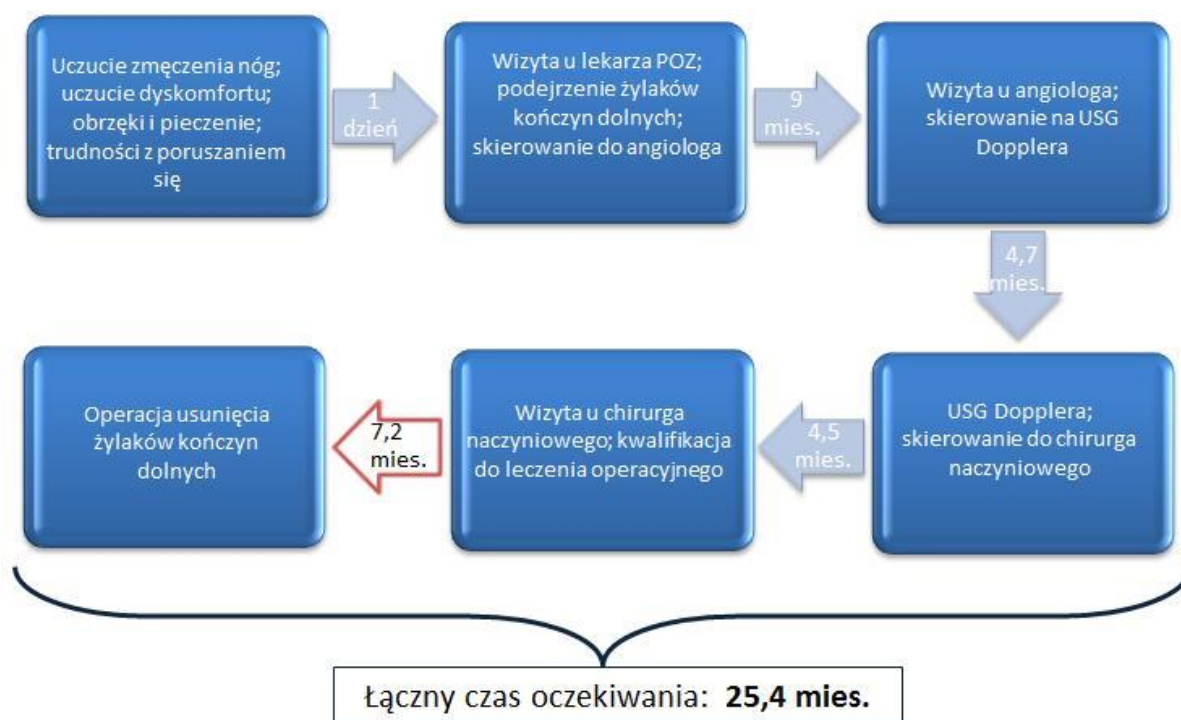 Uczucie zmęczenia nóg;
uczucie dyskomfortu;
obrzęki i pieczenie;
trudności z poruszaniem
się
1
dzień
Wizyta u lekarza POZ;
podejrzenie żylaków
kończyn dolnych;
skierowanie do angiologa
9
mies.
Wizyta u angiologa;
skierowanie na USG
Dopplera
4,7
mies.
USG Dopplera;
skierowanie do chirurga
naczyniowego
4,5
mies.
Wizyta u chirurga
naczyniowego; kwalifikacja
do leczenia operacyjnego
7,2
mies.
Operacja usunięcia
żylaków kończyn
dolnych
Łączny czas oczekiwania: 25,4 mies.